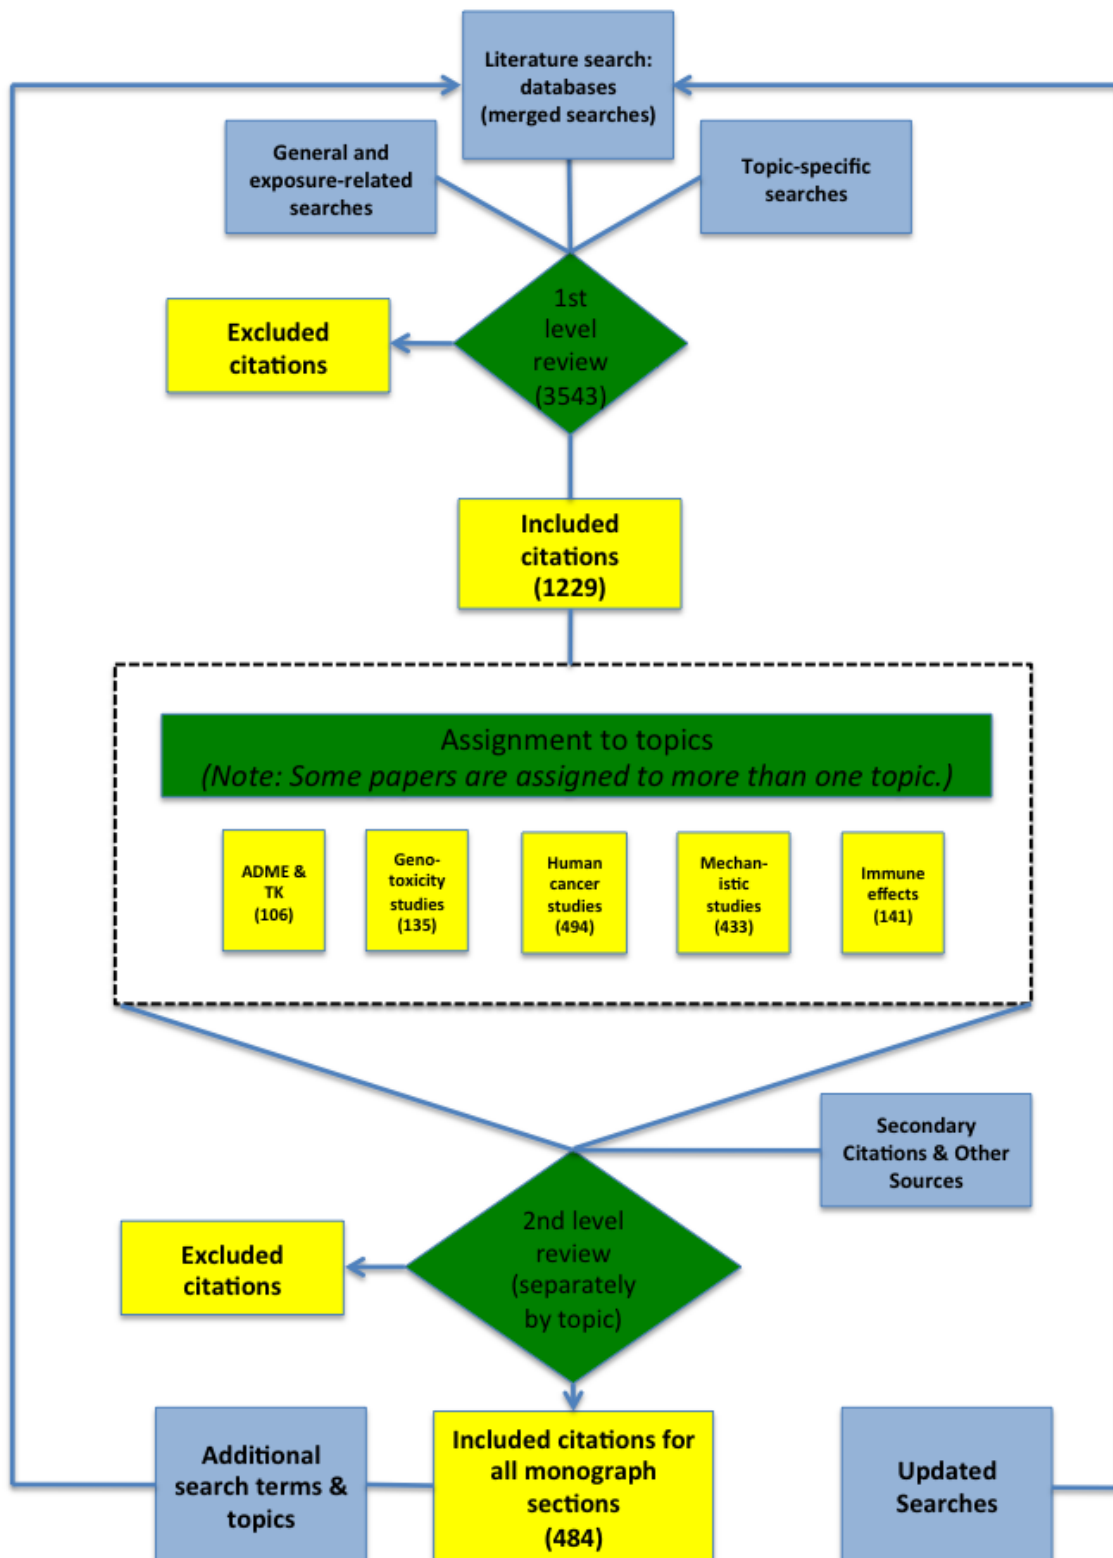 Literature search:
databases
(merged searches)
General and
exposure-related
searches
Topic-specific
searches
1st
level
review
(3543)
Excluded
citations
Included
citations
(1229)
Assignment to topics
(Note: Some papers are assigned to more than one topic.)
ADME &
TK
(106)
Geno-
toxicity
studies
(135)
Human
cancer
studies
(494)
Mechan-
istic
studies
(433)
Immune
effects
(141)
Secondary
Citations & Other
Sources
2nd level
review
(separately
by topic)
Excluded
citations
Additional
search terms &
topics
Included citations for
all monograph
sections
(484)
Updated
Searches